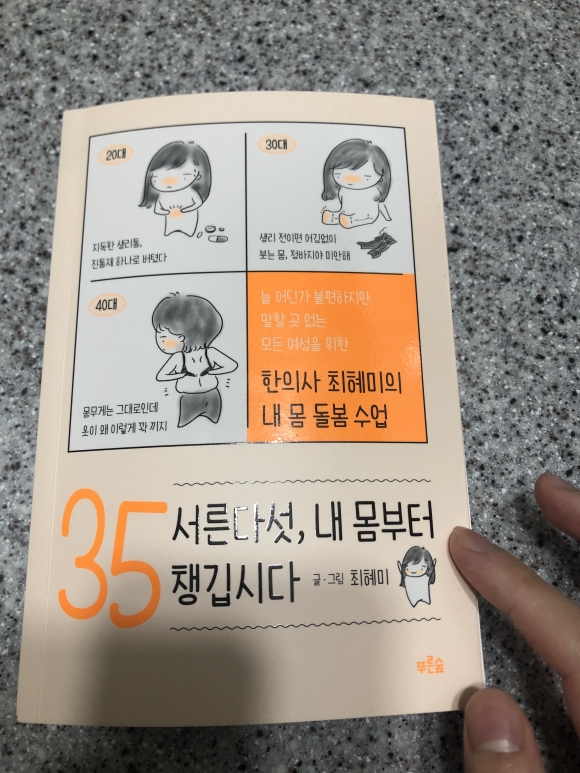 20대
지독한 생리통,
진통제 하나로 버텼다
30대
생리 전이면 어김없이
붓는 몸, 청바지야 미안해
40대
몸무게는 그대로인데
옷이 왜 이렇게 꽉 끼지
늘 어딘가 불편하지만
말할 곳 없는
모든 여성을 위한
한의사 최혜미의
내 몸 돌봄 수업
35
서른다섯, 내 몸부터
챙깁시다
글·그림 최혜미
푸른숲